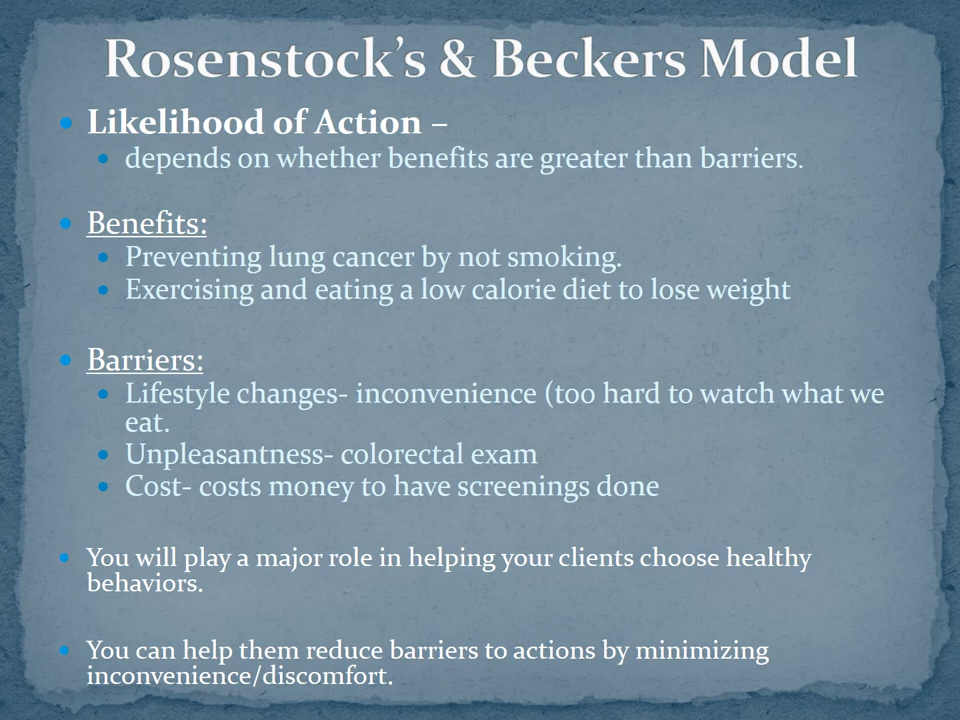 Rosenstock’s & Beckers Model
Likelihood of Action –
depends on whether benefits are greater than barriers.
Benefits:
Preventing lung cancer by not smoking.
Exercising and eating a low calorie diet to lose weight
Barriers:
Lifestyle changes- inconvenience (too hard to watch what we
eat.
Unpleasantness- colorectal exam
Cost- costs money to have screenings done
You will play a major role in helping your clients choose healthy
behaviors.
You can help them reduce barriers to actions by minimizing
inconvenience/discomfort.